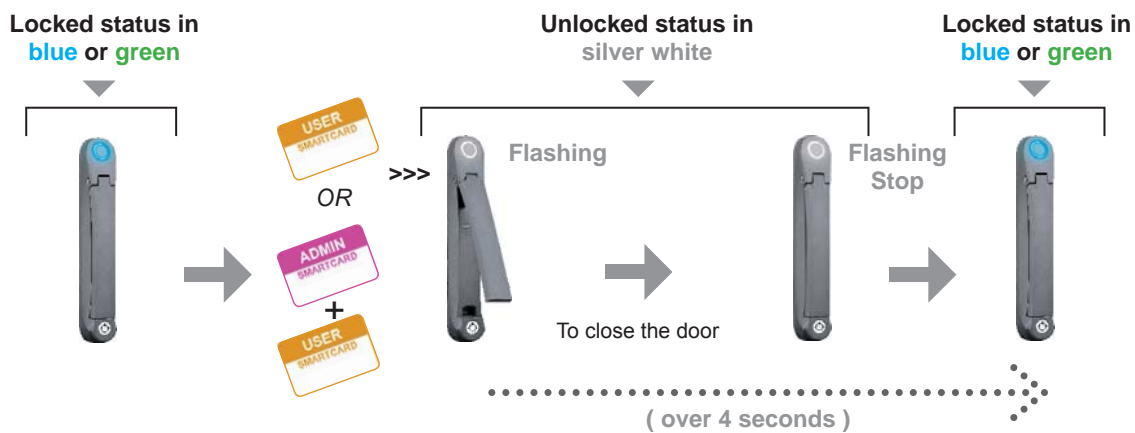 Locked status in
blue or green
Unlocked status in
silver white
Locked status in
blue or green
USER
SMARTCARD
OR
ADMIN
SMARTCARD
+
USER
SMARTCARD
>>>
Flashing
To close the door
Flashing
Stop
( over 4 seconds )